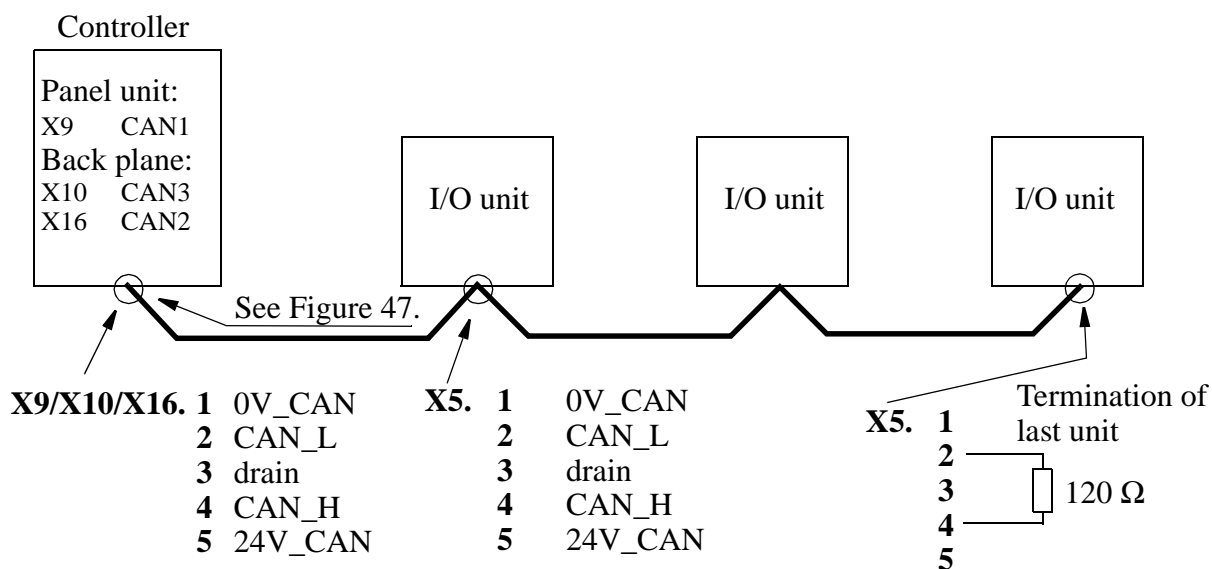 Controller
Panel unit:
X9 CAN1
Back plane:
X10 CAN3
X16 CAN2
I/O unit
I/O unit
I/O unit
See Figure 47.
X9/X10/X16. 1 0V_CAN
2 CAN_L
3 drain
4 CAN_H
5 24V_CAN
X5. 1 0V_CAN
2 CAN_L
3 drain
4 CAN_H
5 24V_CAN
Termination of
last unit
X5. 1
2
3
4
5
120 Ω